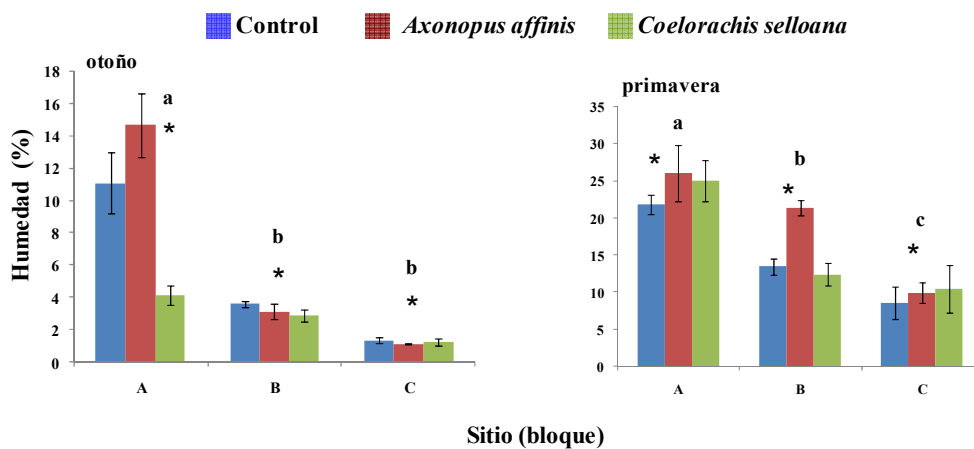 Control Axonopus affinis Coelorachis selloana
otoño
Humedad (%)
18
16
14
12
10
8
6
4
2
0
a
*
b
*
b
*
A B C
primavera
35
30
25
20
15
10
5
0
a
*
b
*
c
*
A B C
Sitio (bloque)